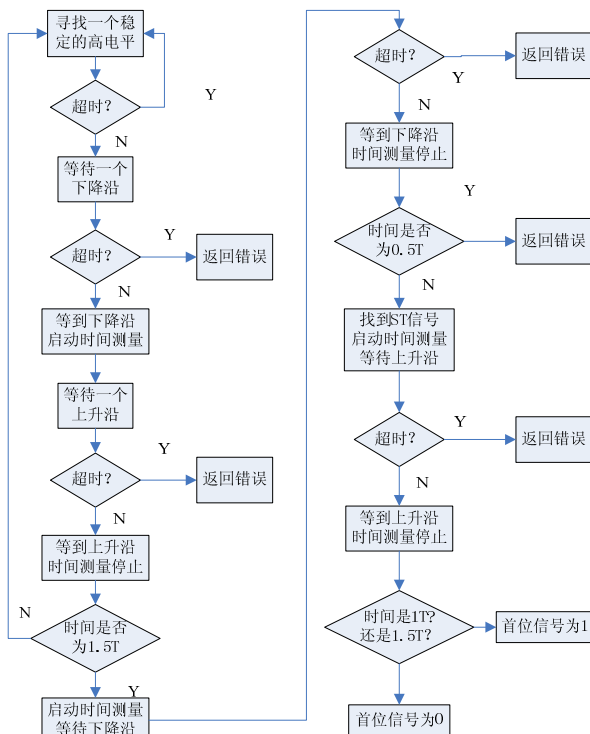 寻找一个稳
定的高电平
超时?
Y
N
等待一个
下降沿
超时?
Y
返回错误
N
等到下降沿
启动时间测量
等待一个
上升沿
超时?
Y
返回错误
N
等到上升沿
时间测量停止
时间是否
为1.5T
N
Y
启动时间测量
等待下降沿
超时?
Y
返回错误
N
等到下降沿
时间测量停止
时间是否
为0.5T
Y
返回错误
N
找到ST信号
启动时间测量
等待上升沿
超时?
Y
返回错误
N
等到上升沿
时间测量停止
时间是1T?
还是1.5T?
首位信号为1
首位信号为0